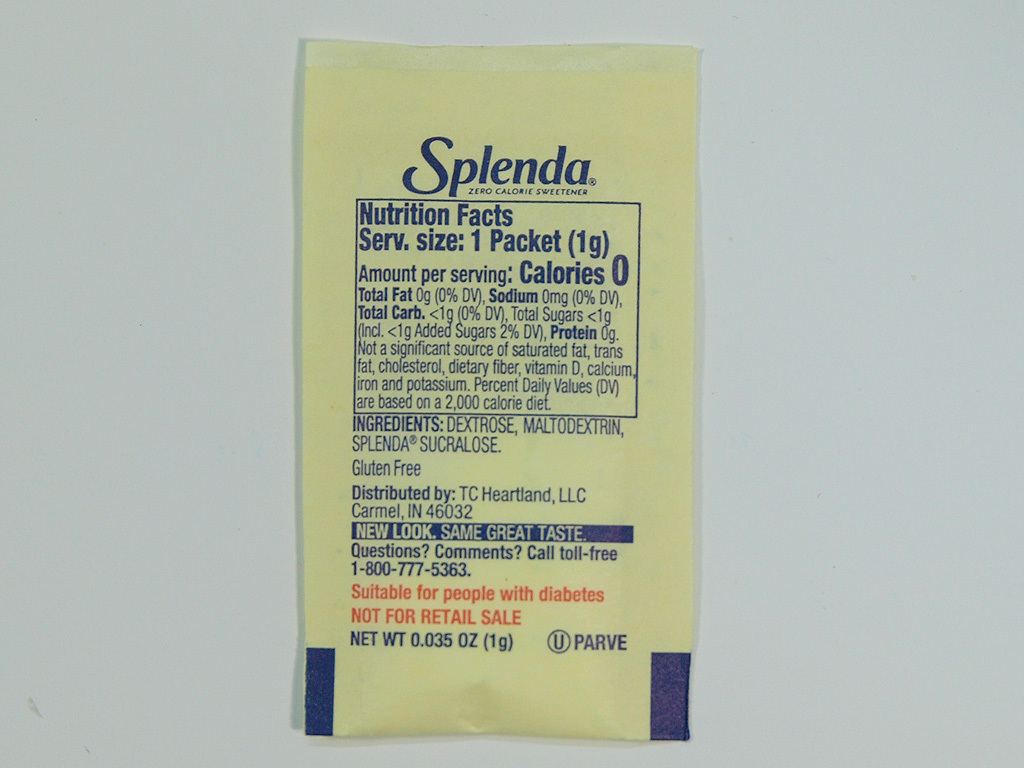 Splenda®
ZERO CALORIE SWEETENER
Nutrition Facts
Serv. size: 1 Packet (1g)
Amount per serving: Calories 0
Total Fat 0g (0% DV), Sodium 0mg (0% DV),
Total Carb. <1g (0% DV), Total Sugars <1g
(Incl. <1g Added Sugars 2% DV), Protein 0g.
Not a significant source of saturated fat, trans
fat, cholesterol, dietary fiber, vitamin D, calcium,
iron and potassium. Percent Daily Values (DV)
are based on a 2,000 calorie diet.
INGREDIENTS: DEXTROSE, MALTODEXTRIN,
SPLENDA® SUCRALOSE.
Gluten Free
Distributed by: TC Heartland, LLC
Carmel, IN 46032
NEW LOOK. SAME GREAT TASTE.
Questions? Comments? Call toll-free
1-800-777-5363.
Suitable for people with diabetes
NOT FOR RETAIL SALE
NET WT 0.035 OZ (1g) Ⓤ PARVE